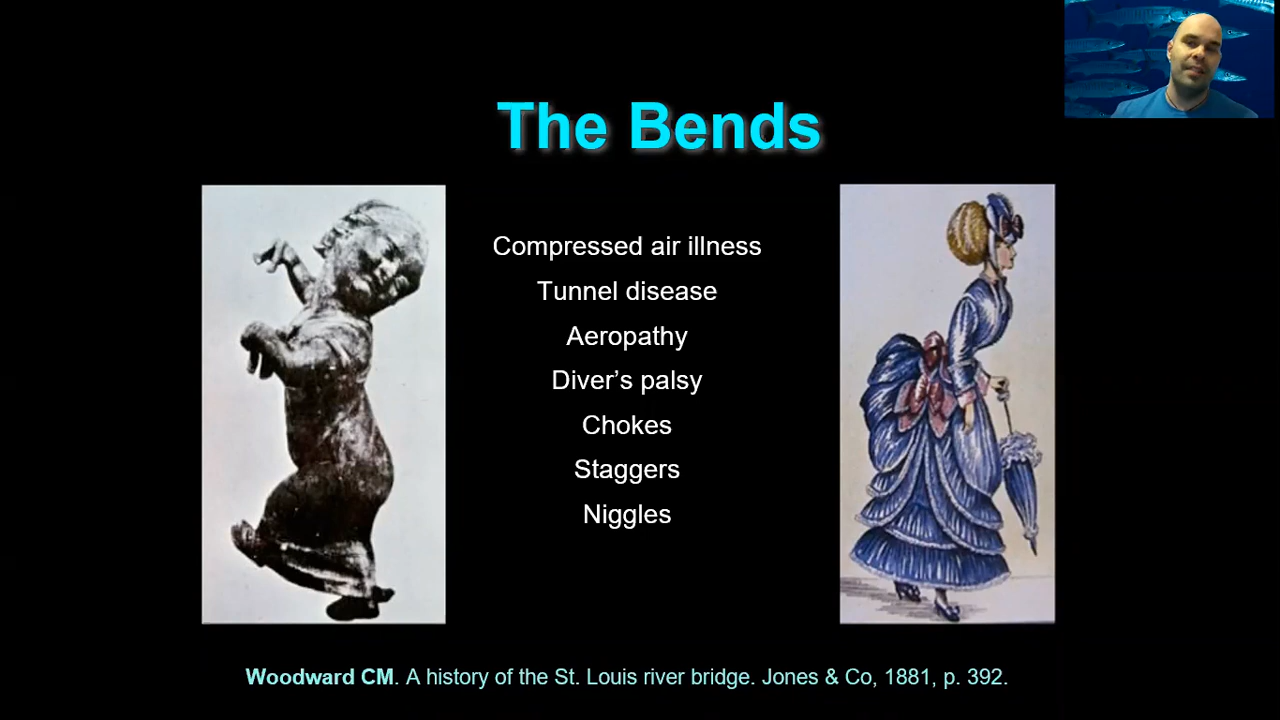 The Bends
Compressed air illness
Tunnel disease
Aeropathy
Diver’s palsy
Chokes
Staggers
Niggles
Woodward CM. A history of the St. Louis river bridge. Jones & Co, 1881, p. 392.